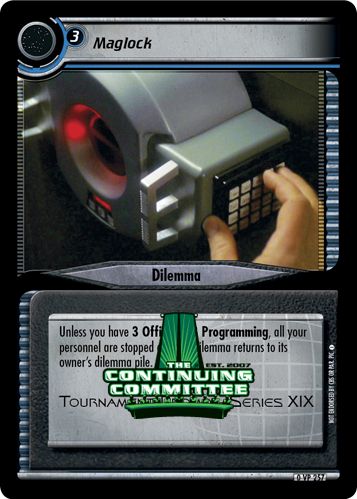 3
Maglock
Dilemma
Unless you have 3 Offi Programming, all your
personnel are stopped lemma returns to its
owner's dilemma pile.
EST. 2007
THE
CONTINUING
COMMITTEE
TOURNAM SERIES XIX
NOT ENDORSED BY CBS OR PAR. PIC.
0 VP 257